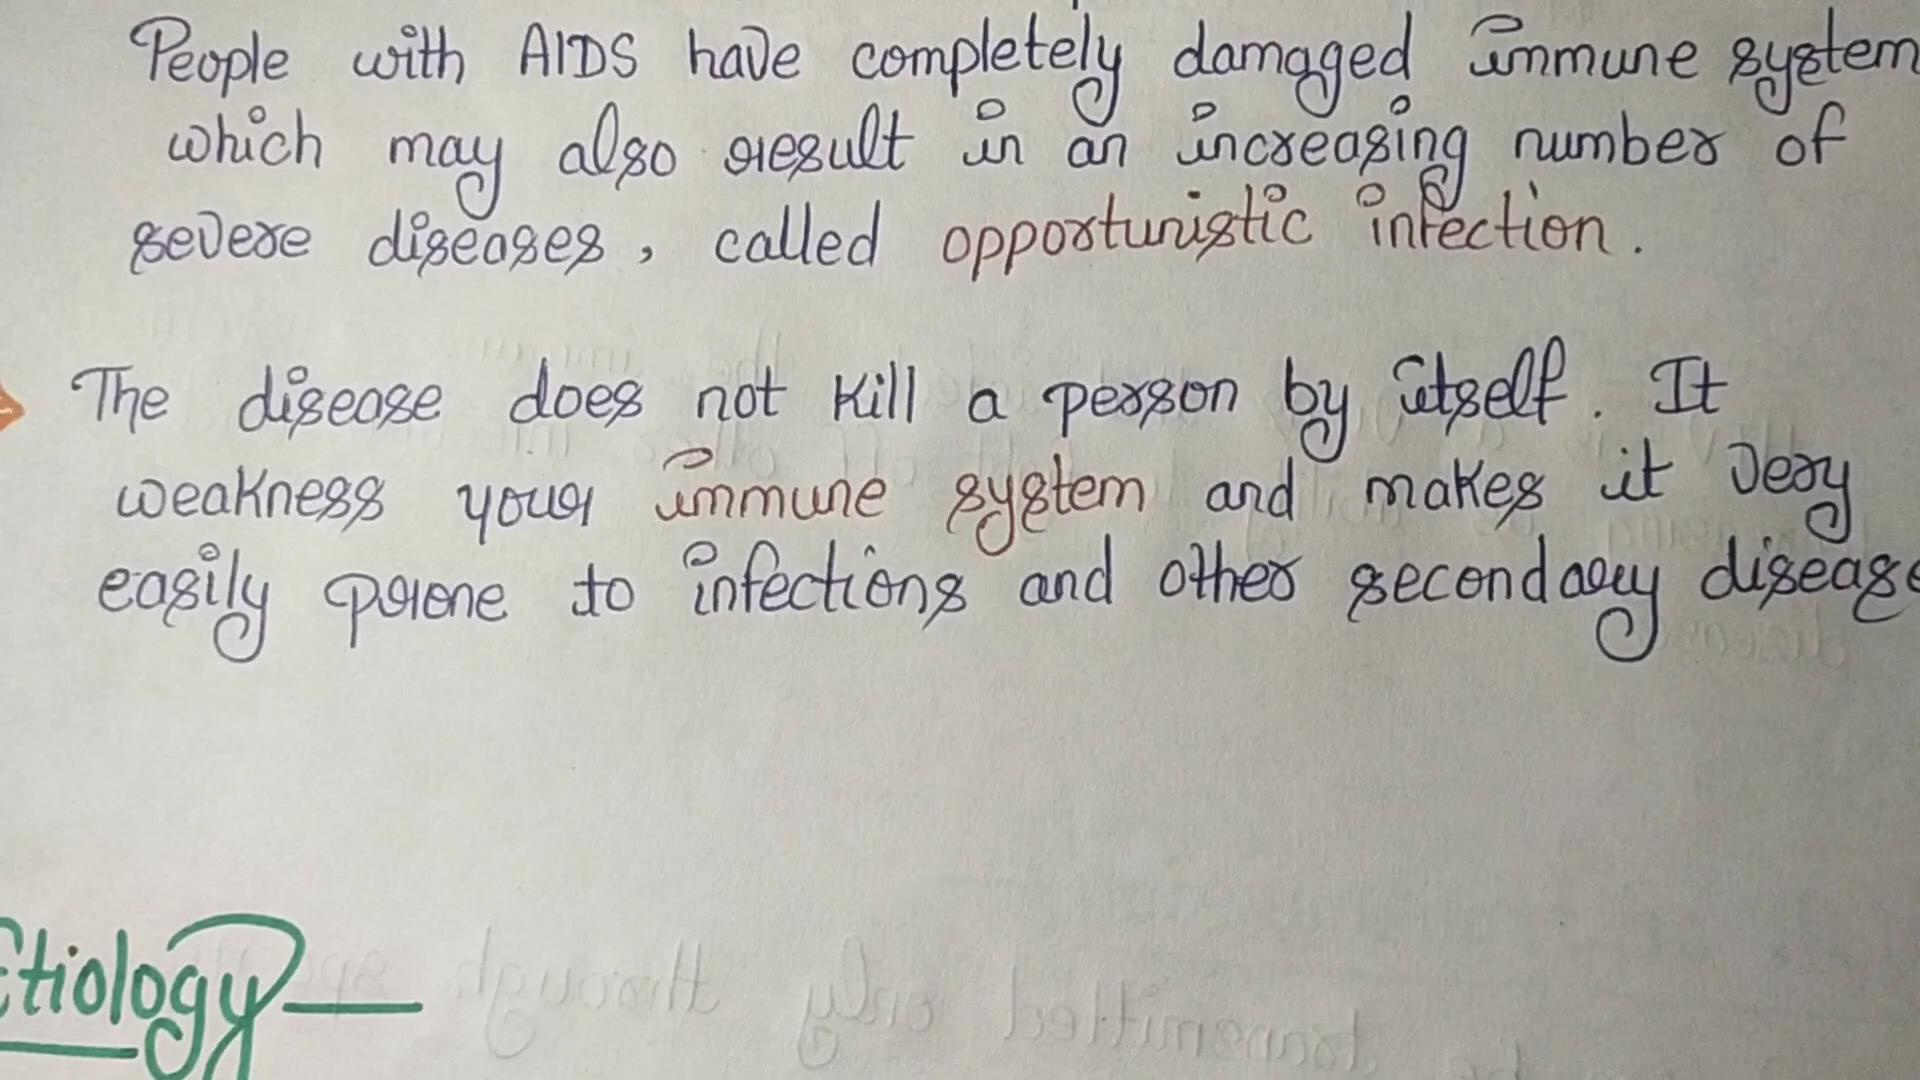 People with AIDS have completely damaged immune system
which may also result in an increasing number of
severe diseases, called opportunistic infection.
The disease does not kill a person by itself. It
weakness your immune system and makes it very
easily prone to infections and other secondary disease
Etiology